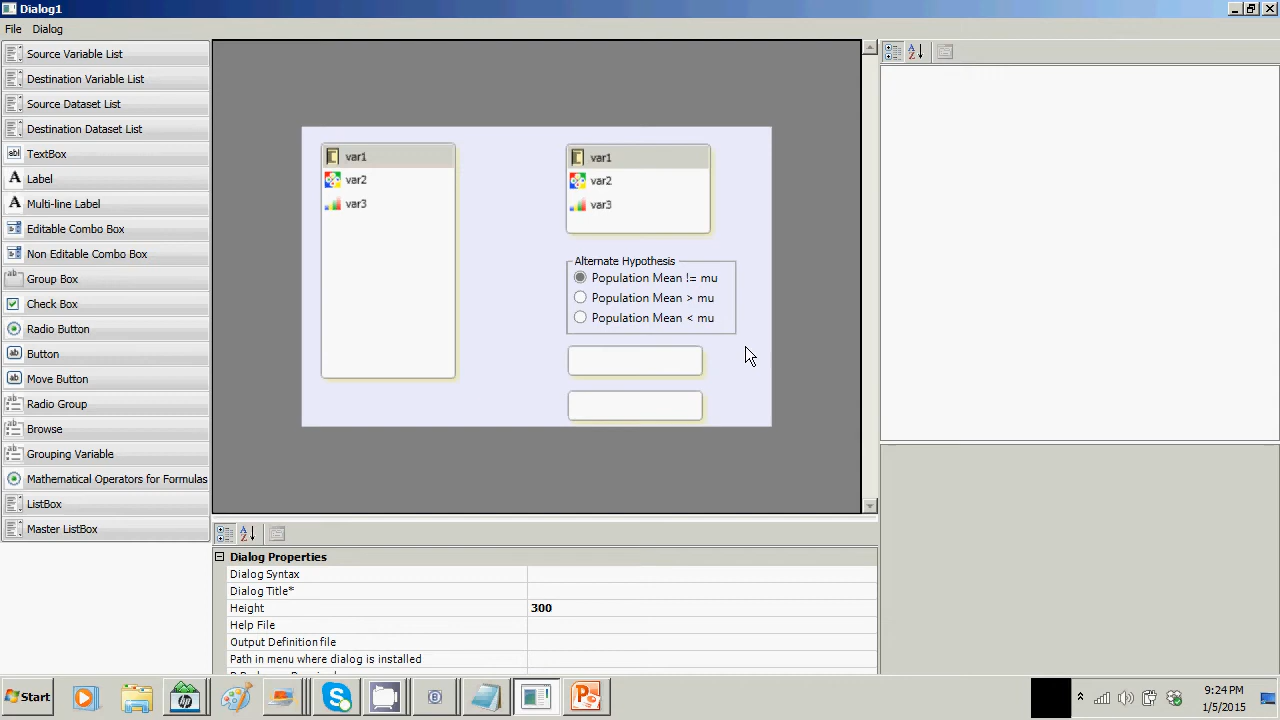 Dialog1
File Dialog
Source Variable List
Destination Variable List
Source Dataset List
Destination Dataset List
TextBox
Label
Multi-line Label
Editable Combo Box
Non Editable Combo Box
Group Box
Check Box
Radio Button
Button
Move Button
Radio Group
Browse
Grouping Variable
Mathematical Operators for Formulas
ListBox
Master ListBox
var1
var2
var3
var1
var2
var3
Alternate Hypothesis
Population Mean != mu
Population Mean > mu
Population Mean < mu
Dialog Properties
Dialog Syntax
Dialog Title*
Height 300
Help File
Output Definition file
Path in menu where dialog is installed
Start
9:24 PM
1/5/2015